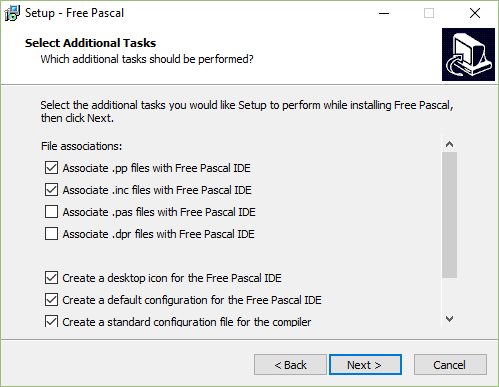 Setup - Free Pascal
Select Additional Tasks
Which additional tasks should be performed?
Select the additional tasks you would like Setup to perform while installing Free Pascal,
then click Next.
File associations:
Associate .pp files with Free Pascal IDE
Associate .inc files with Free Pascal IDE
Associate .pas files with Free Pascal IDE
Associate .dpr files with Free Pascal IDE
Create a desktop icon for the Free Pascal IDE
Create a default configuration for the Free Pascal IDE
Create a standard configuration file for the compiler
< Back
Next >
Cancel